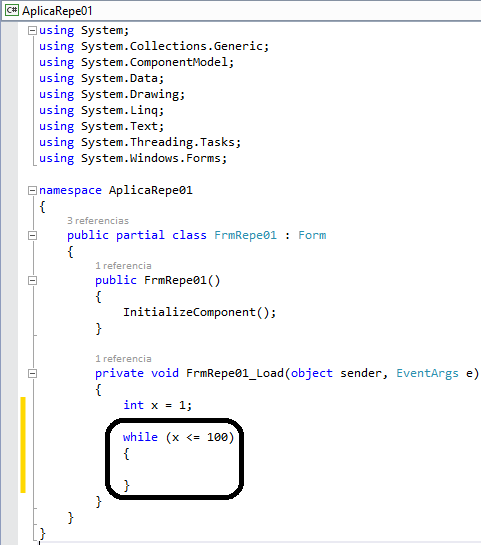 C# AplicaRepe01
using System;
using System.Collections.Generic;
using System.ComponentModel;
using System.Data;
using System.Drawing;
using System.Linq;
using System.Text;
using System.Threading.Tasks;
using System.Windows.Forms;
namespace AplicaRepe01
{
3 referencias
public partial class FrmRepe01 : Form
{
1 referencia
public FrmRepe01()
{
InitializeComponent();
}
1 referencia
private void FrmRepe01_Load(object sender, EventArgs e)
{
int x = 1;
while (x <= 100)
{
}
}
}
}